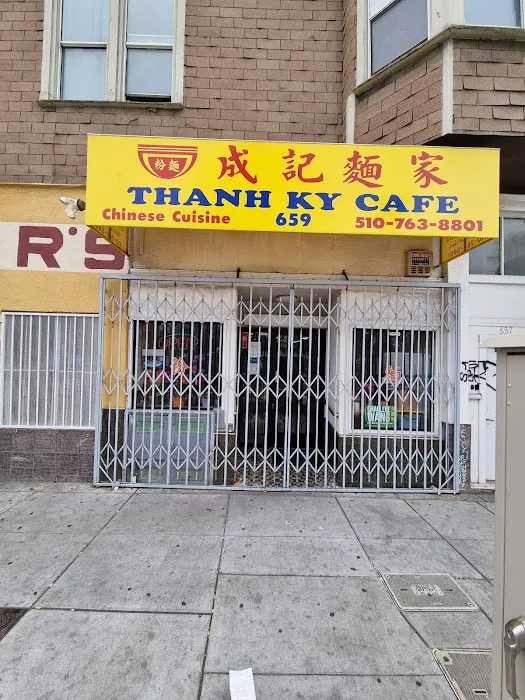 粉麵
成記麵家
THANH KY CAFE
Chinese Cuisine 659 510-763-8801
R'S
657